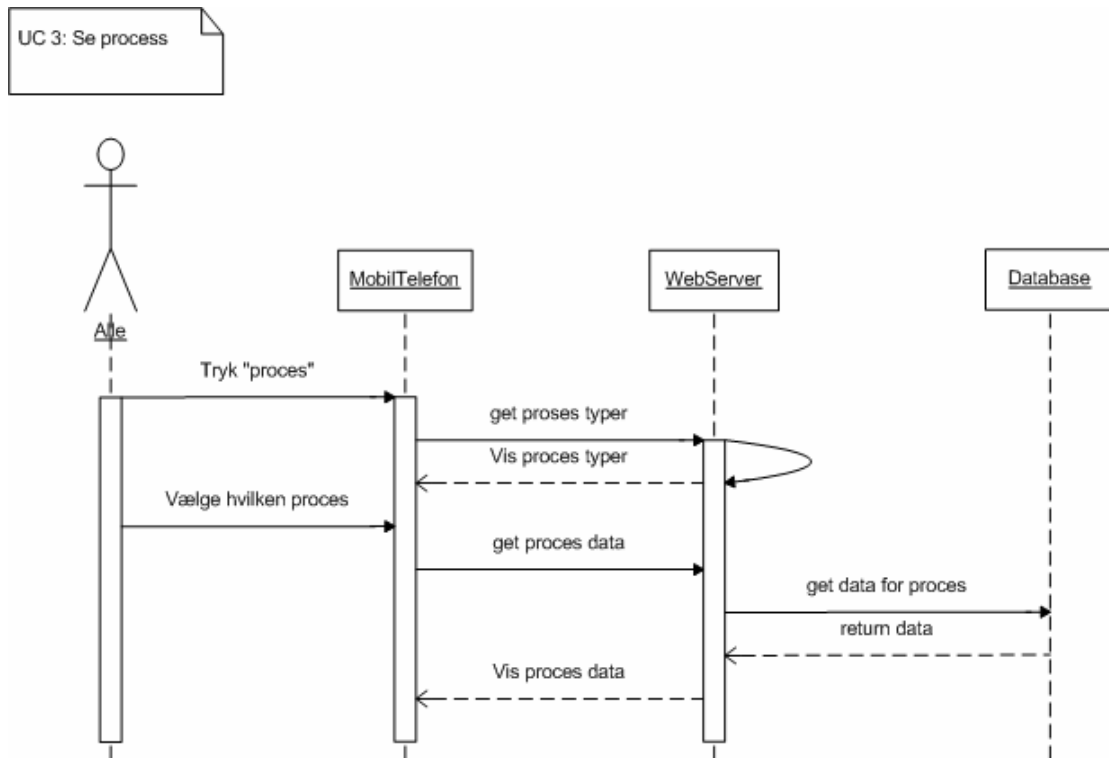 UC 3: Se process
MobilTelefon
WebServer
Database
Alle
Tryk "proces"
get proses typer
Vis proces typer
Vælge hvilken proces
get proces data
get data for proces
return data
Vis proces data